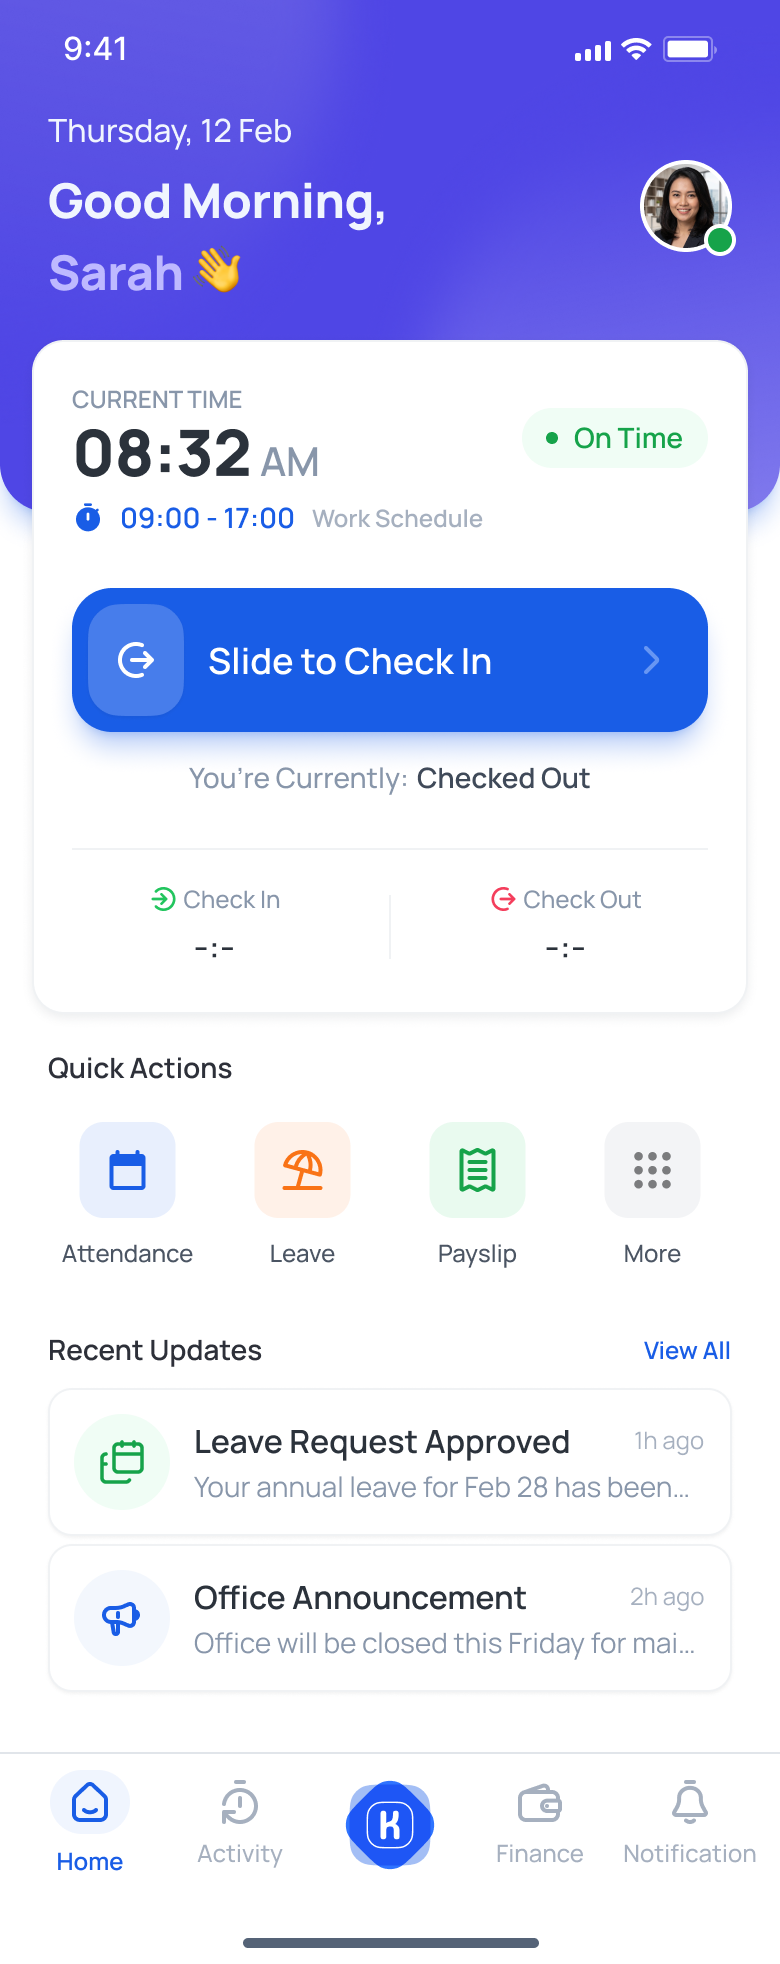 9:41
Thursday, 12 Feb
Good Morning,
Sarah 👋
CURRENT TIME
08:32 AM
On Time
09:00 - 17:00 Work Schedule
Slide to Check In
You're Currently: Checked Out
Check In
Check Out
-:-
-:-
Quick Actions
Attendance
Leave
Payslip
More
Recent Updates
View All
Leave Request Approved
1h ago
Your annual leave for Feb 28 has been...
Office Announcement
2h ago
Office will be closed this Friday for mai...
K
Home
Activity
Finance
Notification